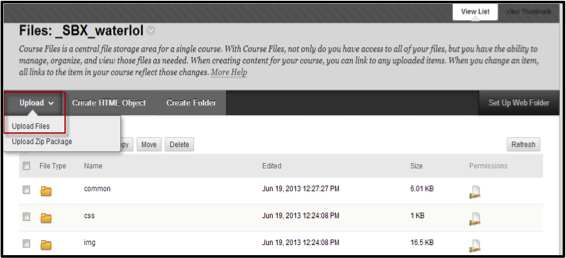 View List View Thumbnails
Files: _SBX_waterlol
Course Files is a central file storage area for a single course. With Course Files, not only do you have access to all of your files, but you have the ability to
manage, organize, and view those files as needed. When creating content for your course, you can link to any uploaded items. When you change an item,
all links to the item in your course reflect those changes. More Help
Upload Create HTML Object Create Folder Set Up Web Folder
Upload Files
Upload Zip Package
Move Delete Refresh
File Type Name Edited Size Permissions
common Jun 19, 2013 12:27:27 PM 6.01 KB
css Jun 19, 2013 12:24:08 PM 1 KB
img Jun 19, 2013 12:24:08 PM 16.5 KB